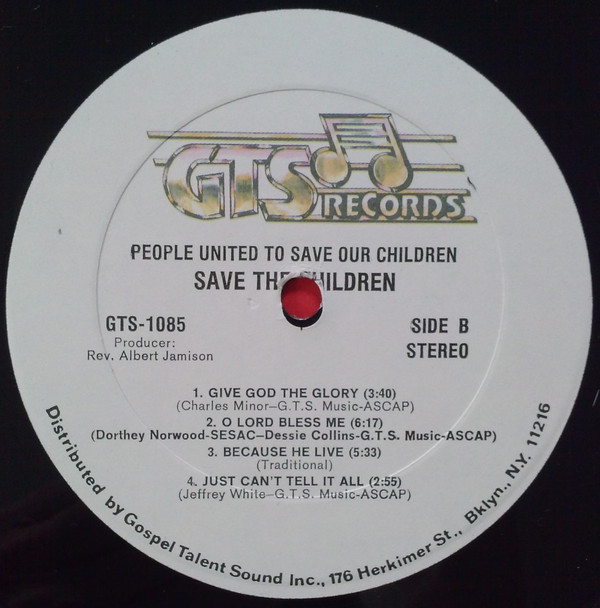 GTS
RECORDS
PEOPLE UNITED TO SAVE OUR CHILDREN
SAVE THE CHILDREN
GTS-1085
Producer:
Rev. Albert Jamison
SIDE B
STEREO
1. GIVE GOD THE GLORY (3:40)
(Charles Minor—G.T.S. Music-ASCAP)
2. O LORD BLESS ME (6:17)
(Dorthey Norwood-SESAC—Dessie Collins-G.T.S. Music-ASCAP)
3. BECAUSE HE LIVE (5:33)
(Traditional)
4. JUST CAN'T TELL IT ALL (2:55)
(Jeffrey White—G.T.S. Music-ASCAP)
Distributed by Gospel Talent Sound Inc., 176 Herkimer St., Bklyn., N.Y. 11216